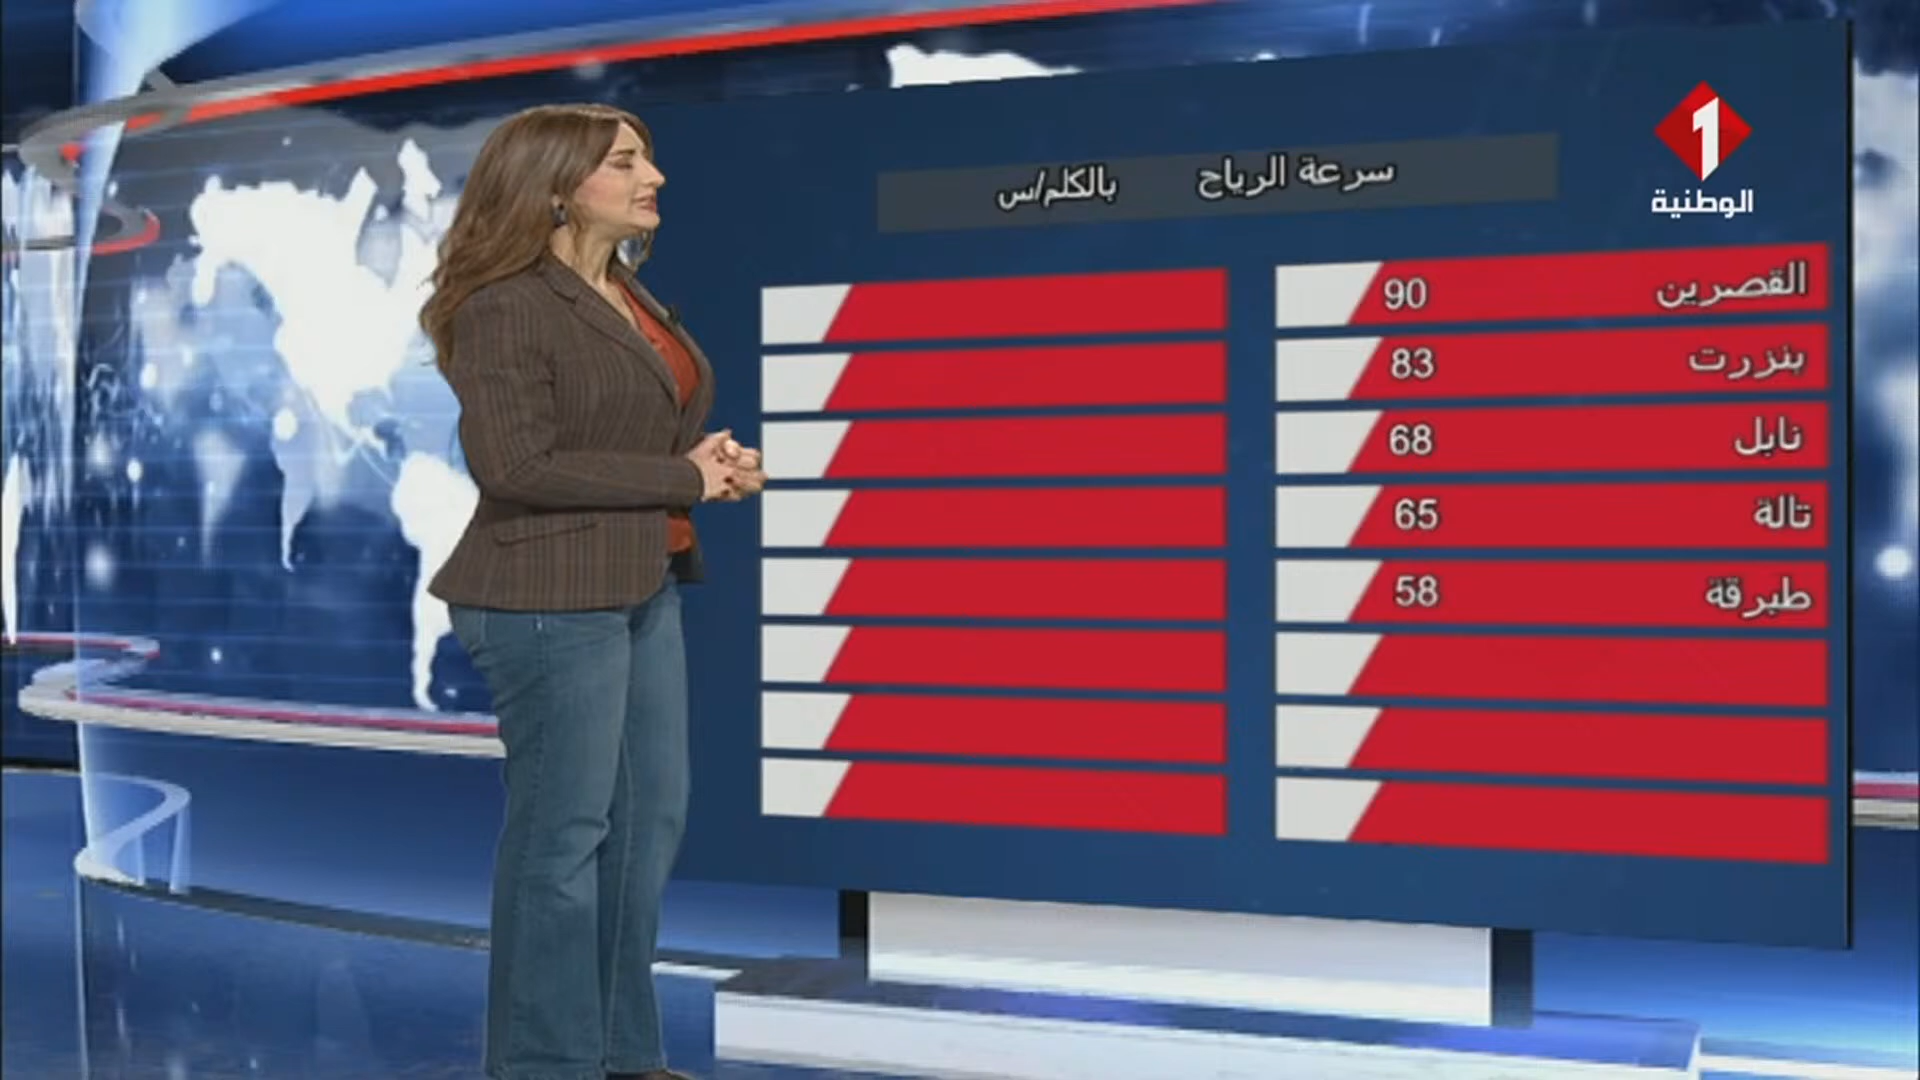 1
الوطنية
سرعة الرياح بالكلم/س
القصرين 90
بنزرت 83
نابل 68
تالة 65
طبرقة 58